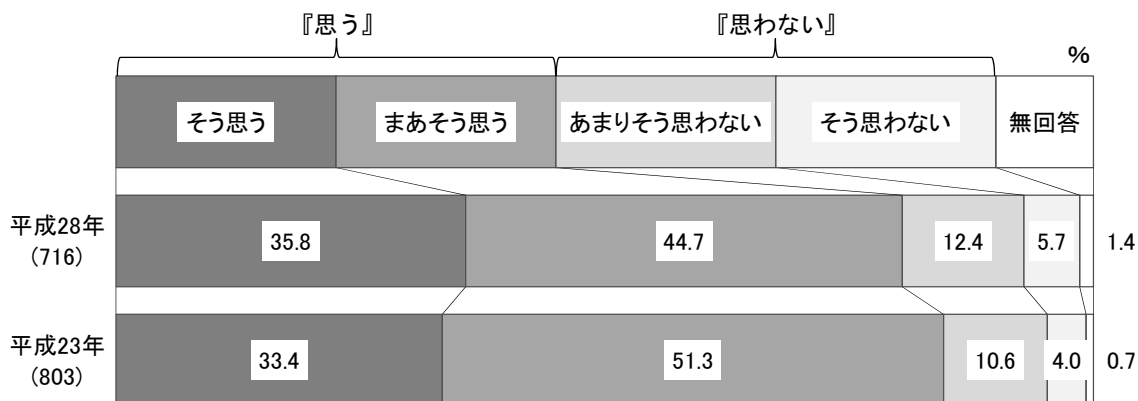 『思う』 『思わない』
%
そう思う まあそう思う あまりそう思わない そう思わない 無回答
平成28年
(716)
35.8 44.7 12.4 5.7 1.4
平成23年
(803)
33.4 51.3 10.6 4.0 0.7